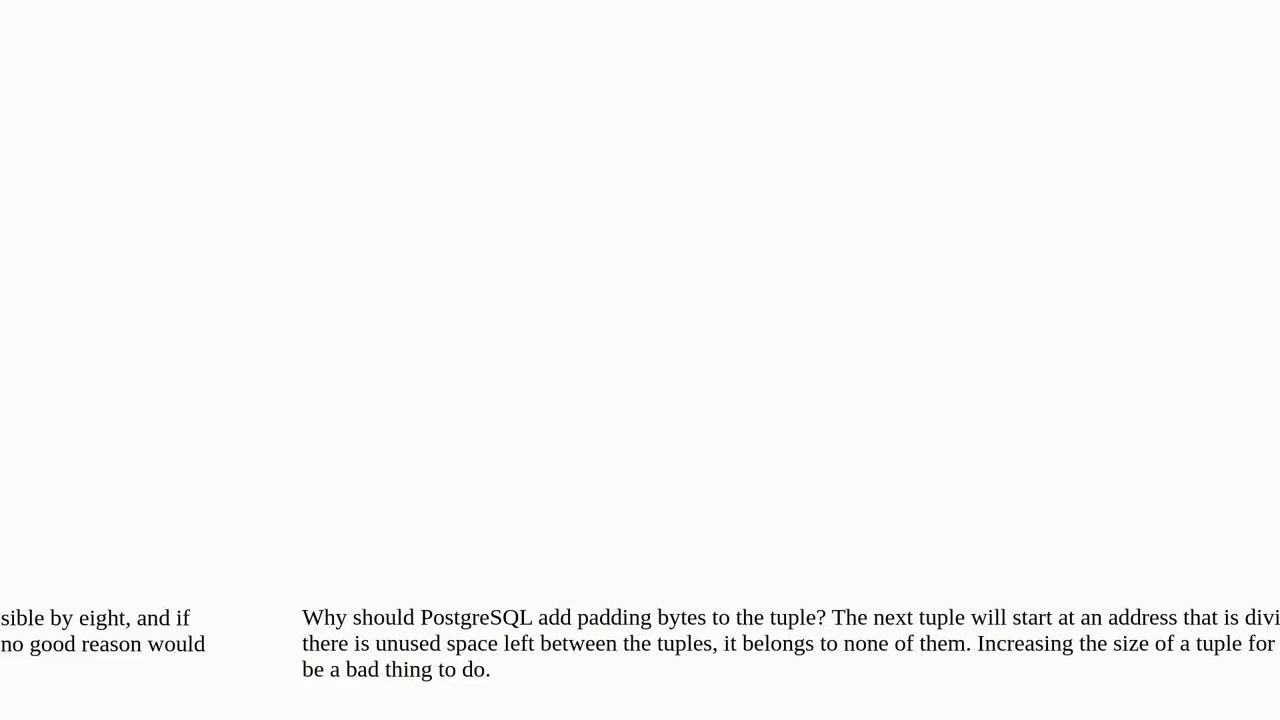 sible by eight, and if
no good reason would
Why should PostgreSQL add padding bytes to the tuple? The next tuple will start at an address that is divi
there is unused space left between the tuples, it belongs to none of them. Increasing the size of a tuple for
be a bad thing to do.